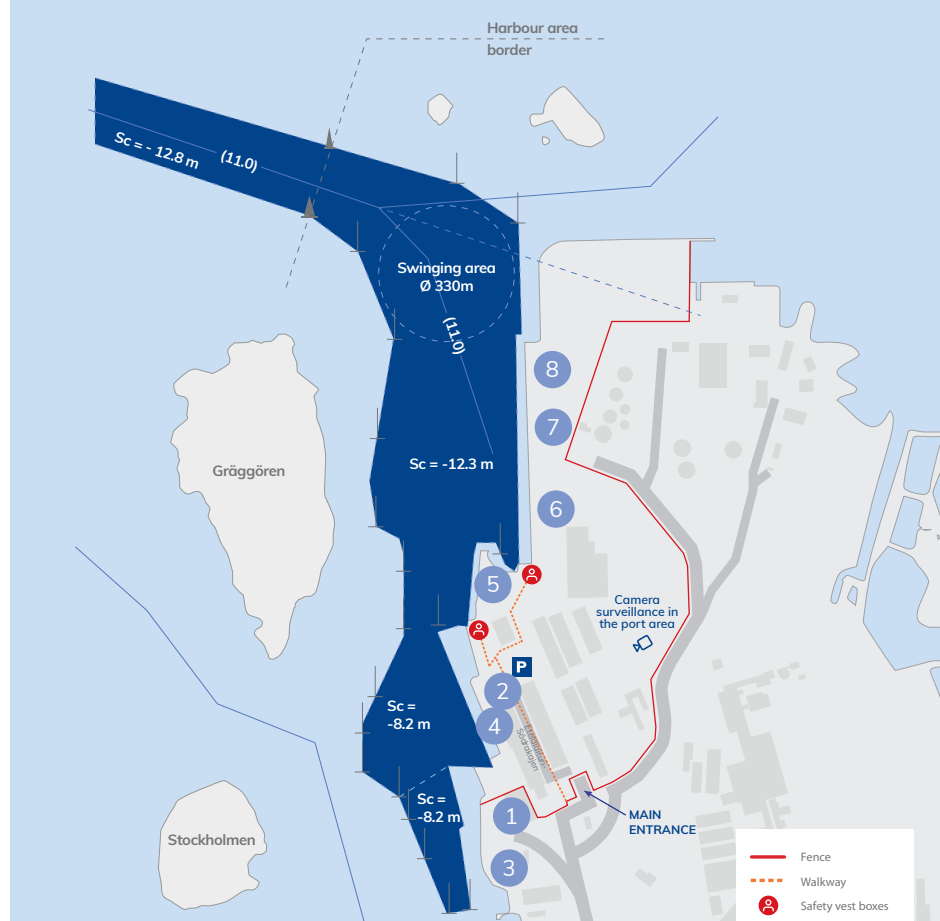 Harbour area
border
Sc = - 12.8 m
(11.0)
Swinging area
Ø 330m
(11.0)
8
7
Sc = -12.3 m
Gräggören
6
5
Camera
surveillance in
the port area
P
2
Sc =
-8.2 m
4
Södrakajen
Sc =
-8.2 m
1
MAIN
ENTRANCE
Stockholmen
3
Fence
Walkway
Safety vest boxes